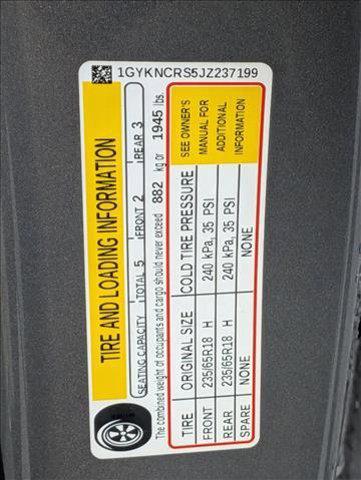 1GYKNCRS5JZ237199
TIRE AND LOADING INFORMATION
SEATING CAPACITY TOTAL 5 FRONT 2 REAR 3
The combined weight of occupants and cargo should never exceed 882 kg or 1945 lbs.
TIRE ORIGINAL SIZE COLD TIRE PRESSURE
FRONT 235/65R18 H 240 kPa, 35 PSI
REAR 235/65R18 H 240 kPa, 35 PSI
SPARE NONE NONE
SEE OWNER'S
MANUAL FOR
ADDITIONAL
INFORMATION